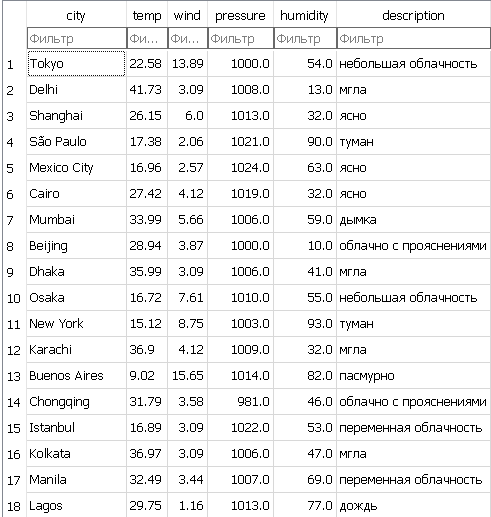 city temp wind pressure humidity description
Фильтр Фи... Фи... Фильтр Фильтр Фильтр
1 Tokyo 22.58 13.89 1000.0 54.0 небольшая облачность
2 Delhi 41.73 3.09 1008.0 13.0 мгла
3 Shanghai 26.15 6.0 1013.0 32.0 ясно
4 São Paulo 17.38 2.06 1021.0 90.0 туман
5 Mexico City 16.96 2.57 1024.0 63.0 ясно
6 Cairo 27.42 4.12 1019.0 32.0 ясно
7 Mumbai 33.99 5.66 1006.0 59.0 дымка
8 Beijing 28.94 3.87 1000.0 10.0 облачно с прояснениями
9 Dhaka 35.99 3.09 1006.0 41.0 мгла
10 Osaka 16.72 7.61 1010.0 55.0 небольшая облачность
11 New York 15.12 8.75 1003.0 93.0 туман
12 Karachi 36.9 4.12 1009.0 32.0 мгла
13 Buenos Aires 9.02 15.65 1014.0 82.0 пасмурно
14 Chongqing 31.79 3.58 981.0 46.0 облачно с прояснениями
15 Istanbul 16.89 3.09 1022.0 53.0 переменная облачность
16 Kolkata 36.97 3.09 1006.0 47.0 мгла
17 Manila 32.49 3.44 1007.0 69.0 переменная облачность
18 Lagos 29.75 1.16 1013.0 77.0 дождь